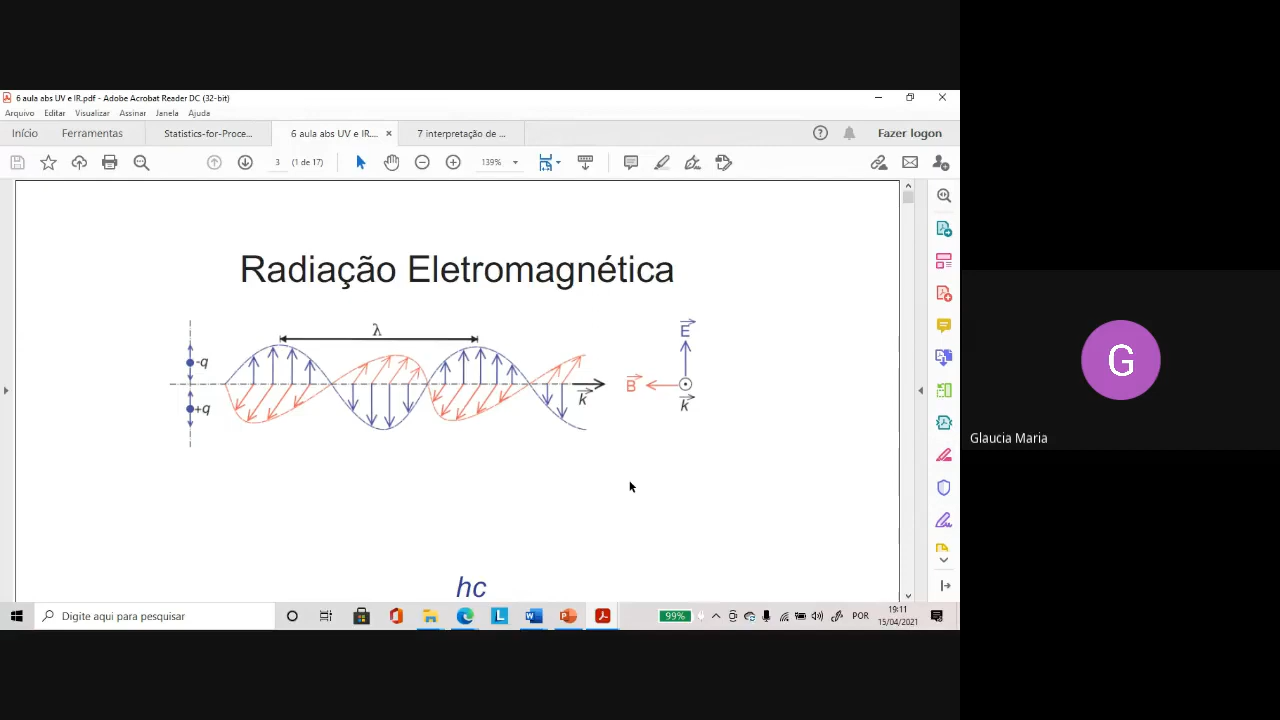 6 aula abs UV e IR.pdf - Adobe Acrobat Reader DC (32-bit)
Arquivo Editar Visualizar Assinar Janela Ajuda
Início Ferramentas Statistics-for-Proce... 6 aula abs UV e IR.... × 7 interpretação de ... Fazer logon
3 (1 de 17) 139%
Radiação Eletromagnética
λ
-q
+q
k
E
B
k
hc
Digite aqui para pesquisar
L
99%
POR
19:11
15/04/2021
G
Glaucia Maria